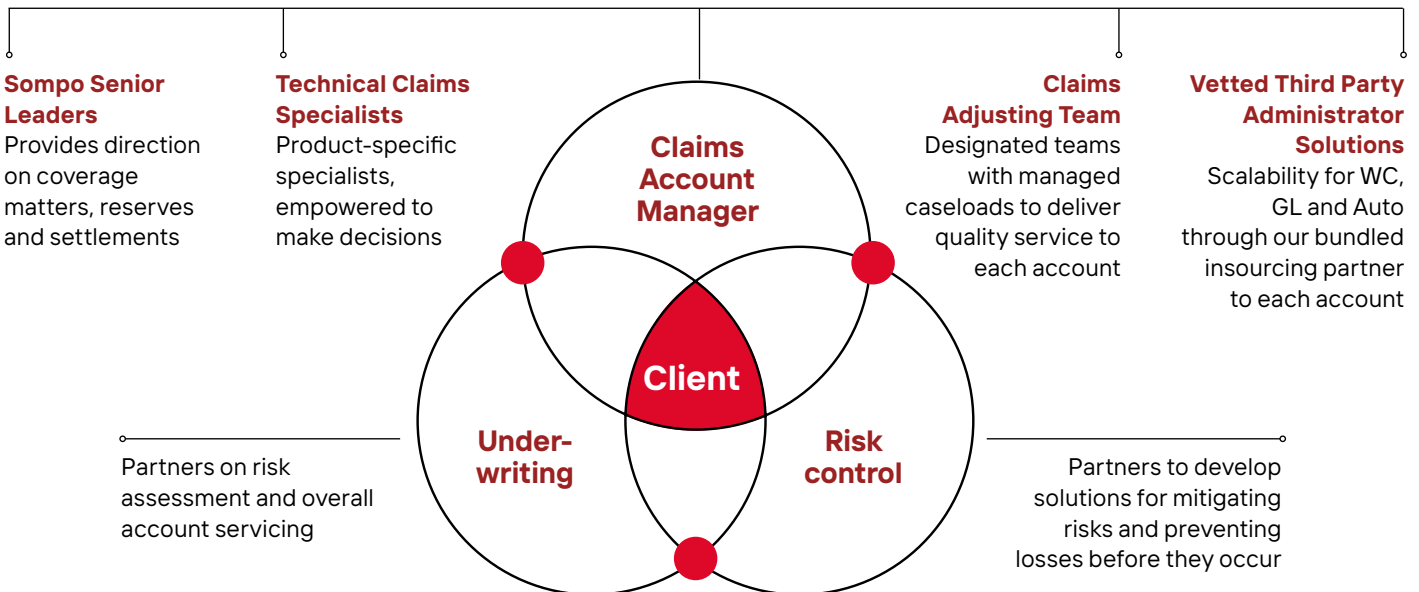 Sompo Senior
Leaders
Provides direction
on coverage
matters, reserves
and settlements
Technical Claims
Specialists
Product-specific
specialists,
empowered to
make decisions
Claims
Account
Manager
Claims
Adjusting Team
Designated teams
with managed
caseloads to deliver
quality service to
each account
Vetted Third Party
Administrator
Solutions
Scalability for WC,
GL and Auto
through our bundled
insourcing partner
to each account
Client
Under-
writing
Risk
control
Partners on risk
assessment and overall
account servicing
Partners to develop
solutions for mitigating
risks and preventing
losses before they occur